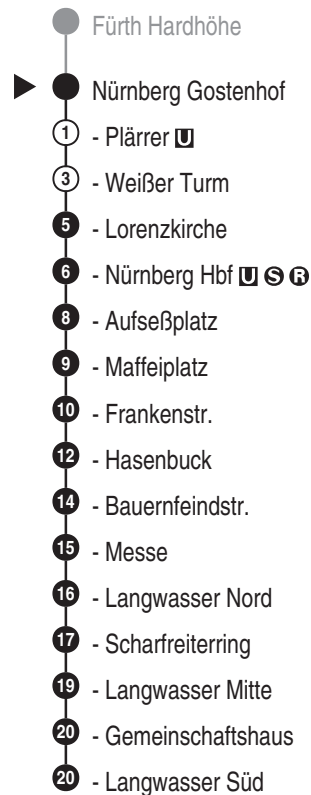 Fürth Hardhöhe
Nürnberg Gostenhof
1 - Plärrer U
3 - Weißer Turm
5 - Lorenzkirche
6 - Nürnberg Hbf U S R
8 - Aufseßplatz
9 - Maffeiplatz
10 - Frankenstr.
12 - Hasenbuck
14 - Bauernfeindstr.
15 - Messe
16 - Langwasser Nord
17 - Scharfreiterring
19 - Langwasser Mitte
20 - Gemeinschaftshaus
20 - Langwasser Süd